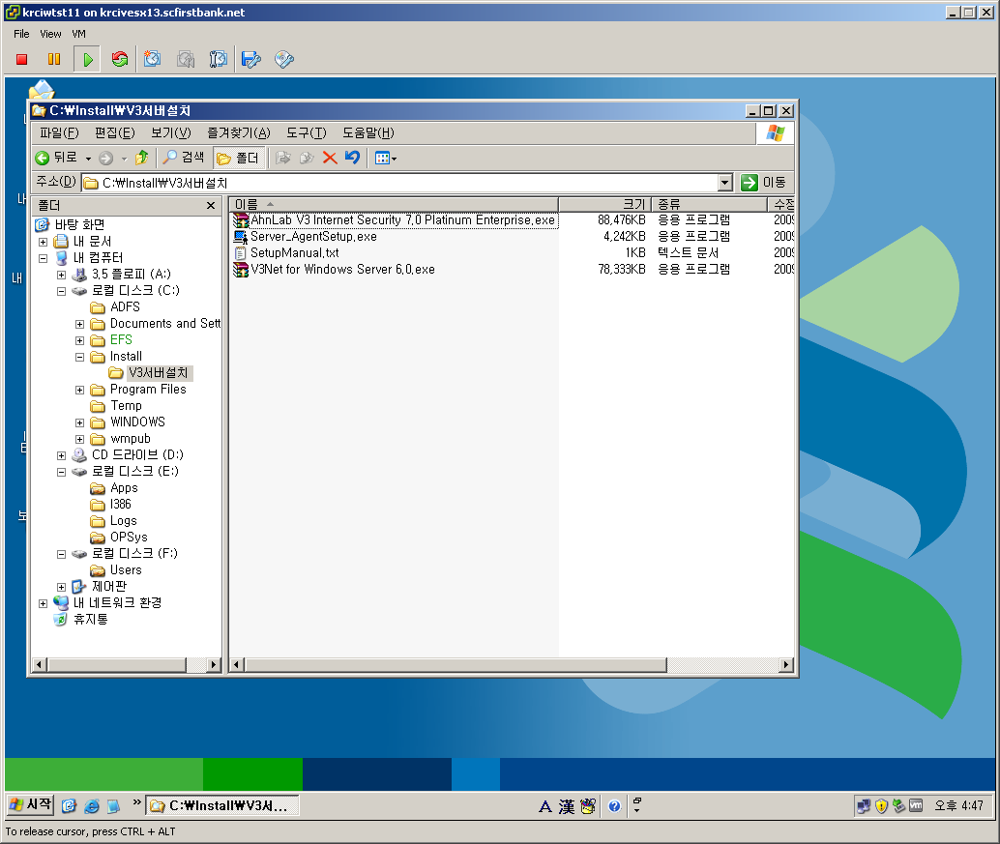 krciwtst11 on krcivesx13.scfirstbank.net
File View VM
C:₩Install₩V3서버설치
파일(F) 편집(E) 보기(V) 즐겨찾기(A) 도구(T) 도움말(H)
뒤로 검색 폴더
주소(D) C:₩Install₩V3서버설치 이동
폴더
이름 크기 종류 수정
바탕 화면
내 문서
내 컴퓨터
3,5 플로피 (A:)
로컬 디스크 (C:)
ADFS
Documents and Sett
EFS
Install
V3서버설치
Program Files
Temp
WINDOWS
wmpub
CD 드라이브 (D:)
로컬 디스크 (E:)
Apps
I386
Logs
OPSys
로컬 디스크 (F:)
Users
제어판
내 네트워크 환경
휴지통
AhnLab V3 Internet Security 7,0 Platinum Enterprise,exe 88,476KB 응용 프로그램 2009
Server_AgentSetup,exe 4,242KB 응용 프로그램 2009
SetupManual,txt 1KB 텍스트 문서 2009
V3Net for Windows Server 6,0,exe 78,333KB 응용 프로그램 2009
내
내
시작 » C:₩Install₩V3서... A 漢 오후 4:47
To release cursor, press CTRL + ALT